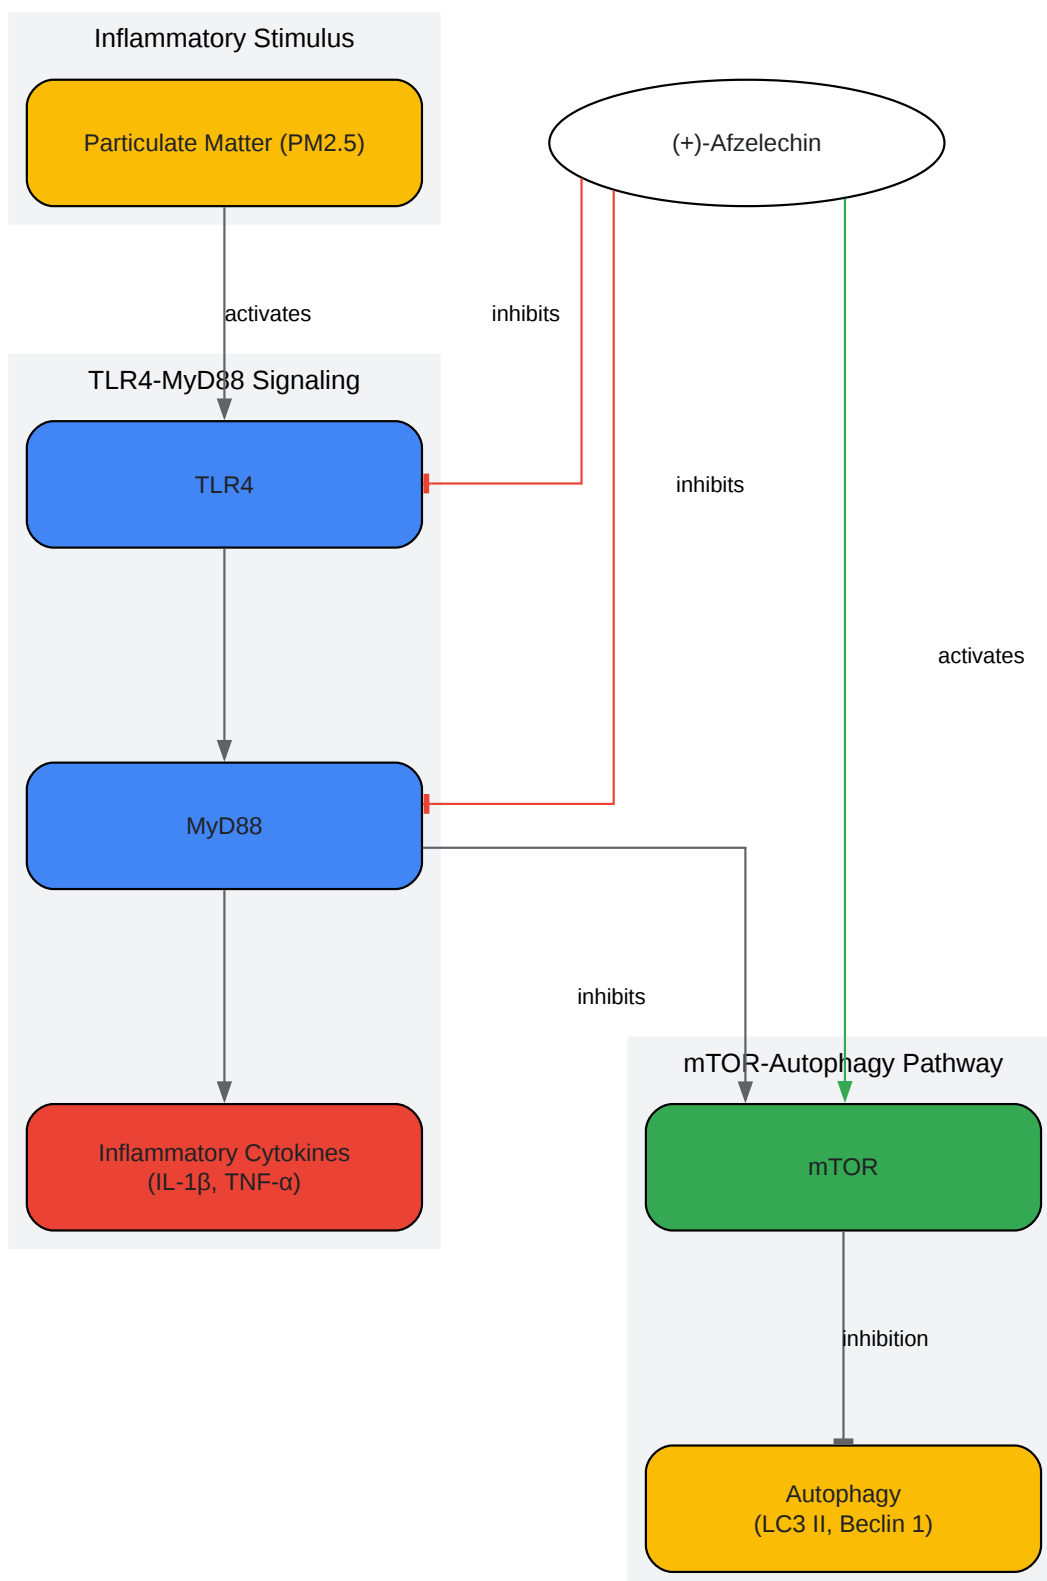 Inflammatory Stimulus
Particulate Matter (PM2.5)
(+)-Afzelechin
activates
inhibits
TLR4-MyD88 Signaling
TLR4
inhibits
activates
MyD88
inhibits
mTOR-Autophagy Pathway
Inflammatory Cytokines
(IL-1β, TNF-α)
mTOR
inhibition
Autophagy
(LC3 II, Beclin 1)